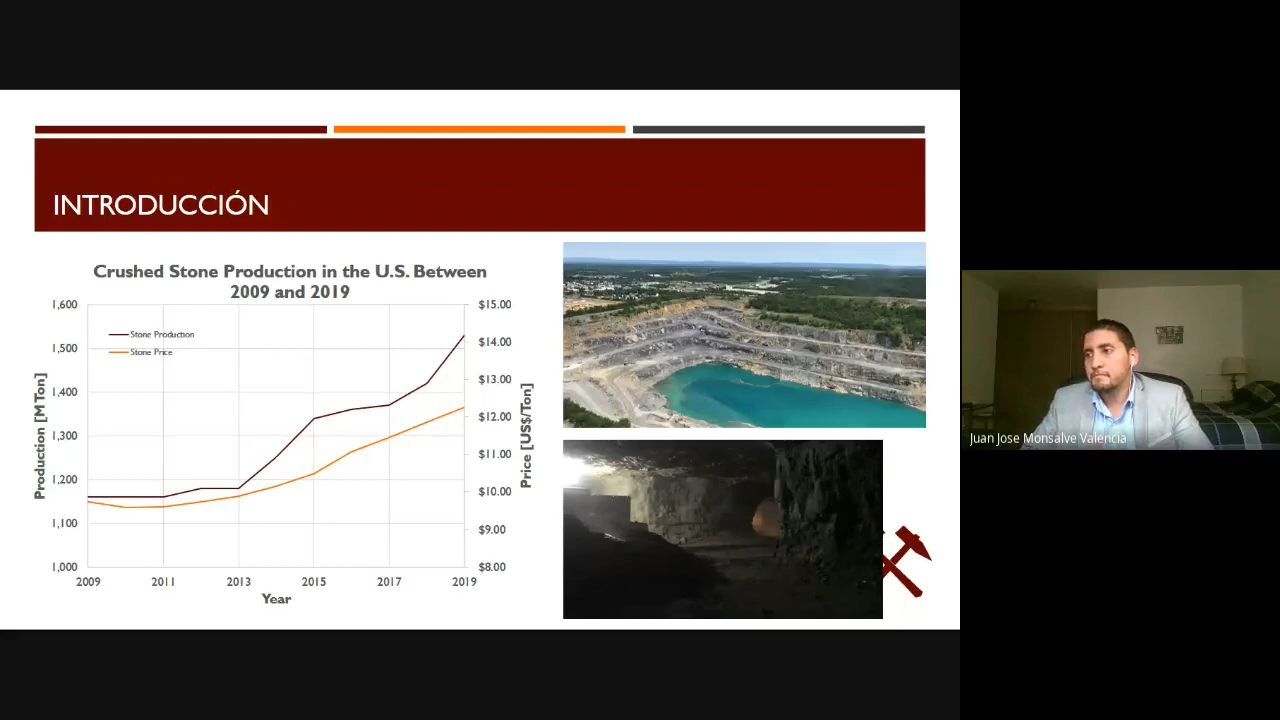 INTRODUCCIÓN
Crushed Stone Production in the U.S. Between
2009 and 2019
Production [MTon]
1,600
1,500
1,400
1,300
1,200
1,100
1,000
Stone Production
Stone Price
$15.00
$14.00
$13.00
$12.00
$11.00
$10.00
$9.00
$8.00
Price [US$/Ton]
2009 2011 2013 2015 2017 2019
Year
Juan Jose Monsalve Valencia